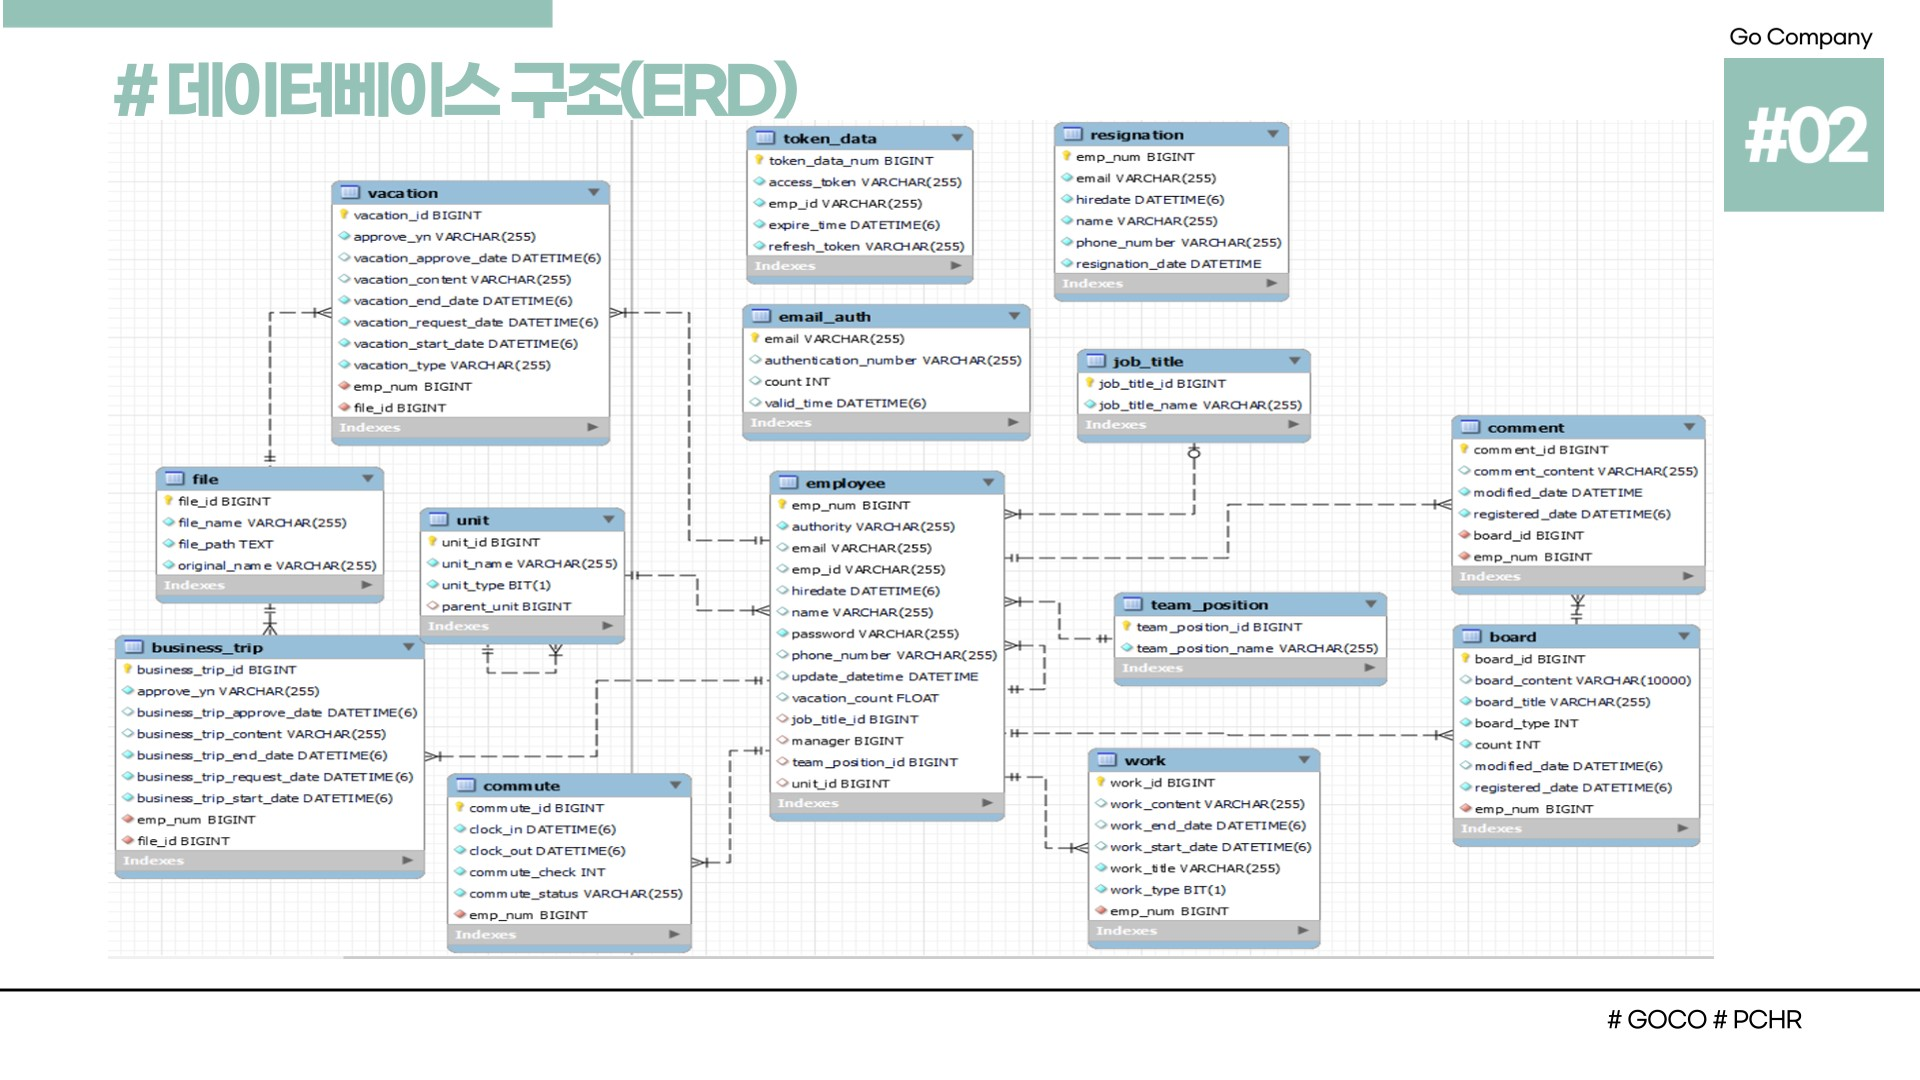 Go Company
#02
# 데이터베이스 구조(ERD)
token_data
token_data_num BIGINT
access_token VARCHAR(255)
emp_id VARCHAR(255)
expire_time DATETIME(6)
refresh_token VARCHAR(255)
Indexes
resignation
emp_num BIGINT
email VARCHAR(255)
hiredate DATETIME(6)
name VARCHAR(255)
phone_number VARCHAR(255)
resignation_date DATETIME
Indexes
vacation
vacation_id BIGINT
approve_yn VARCHAR(255)
vacation_approve_date DATETIME(6)
vacation_content VARCHAR(255)
vacation_end_date DATETIME(6)
vacation_request_date DATETIME(6)
vacation_start_date DATETIME(6)
vacation_type VARCHAR(255)
emp_num BIGINT
file_id BIGINT
Indexes
email_auth
email VARCHAR(255)
authentication_number VARCHAR(255)
count INT
valid_time DATETIME(6)
Indexes
job_title
job_title_id BIGINT
job_title_name VARCHAR(255)
Indexes
comment
comment_id BIGINT
comment_content VARCHAR(255)
modified_date DATETIME
registered_date DATETIME(6)
board_id BIGINT
emp_num BIGINT
Indexes
file
file_id BIGINT
file_name VARCHAR(255)
file_path TEXT
original_name VARCHAR(255)
Indexes
unit
unit_id BIGINT
unit_name VARCHAR(255)
unit_type BIT(1)
parent_unit BIGINT
Indexes
employee
emp_num BIGINT
authority VARCHAR(255)
email VARCHAR(255)
emp_id VARCHAR(255)
hiredate DATETIME(6)
name VARCHAR(255)
password VARCHAR(255)
phone_number VARCHAR(255)
update_datetime DATETIME
vacation_count FLOAT
job_title_id BIGINT
manager BIGINT
team_position_id BIGINT
unit_id BIGINT
Indexes
team_position
team_position_id BIGINT
team_position_name VARCHAR(255)
Indexes
board
board_id BIGINT
board_content VARCHAR(10000)
board_title VARCHAR(255)
board_type INT
count INT
modified_date DATETIME(6)
registered_date DATETIME(6)
emp_num BIGINT
Indexes
business_trip
business_trip_id BIGINT
approve_yn VARCHAR(255)
business_trip_approve_date DATETIME(6)
business_trip_content VARCHAR(255)
business_trip_end_date DATETIME(6)
business_trip_request_date DATETIME(6)
business_trip_start_date DATETIME(6)
emp_num BIGINT
file_id BIGINT
Indexes
commute
commute_id BIGINT
clock_in DATETIME(6)
clock_out DATETIME(6)
commute_check INT
commute_status VARCHAR(255)
emp_num BIGINT
Indexes
work
work_id BIGINT
work_content VARCHAR(255)
work_end_date DATETIME(6)
work_start_date DATETIME(6)
work_title VARCHAR(255)
work_type BIT(1)
emp_num BIGINT
Indexes
# GOCO # PCHR